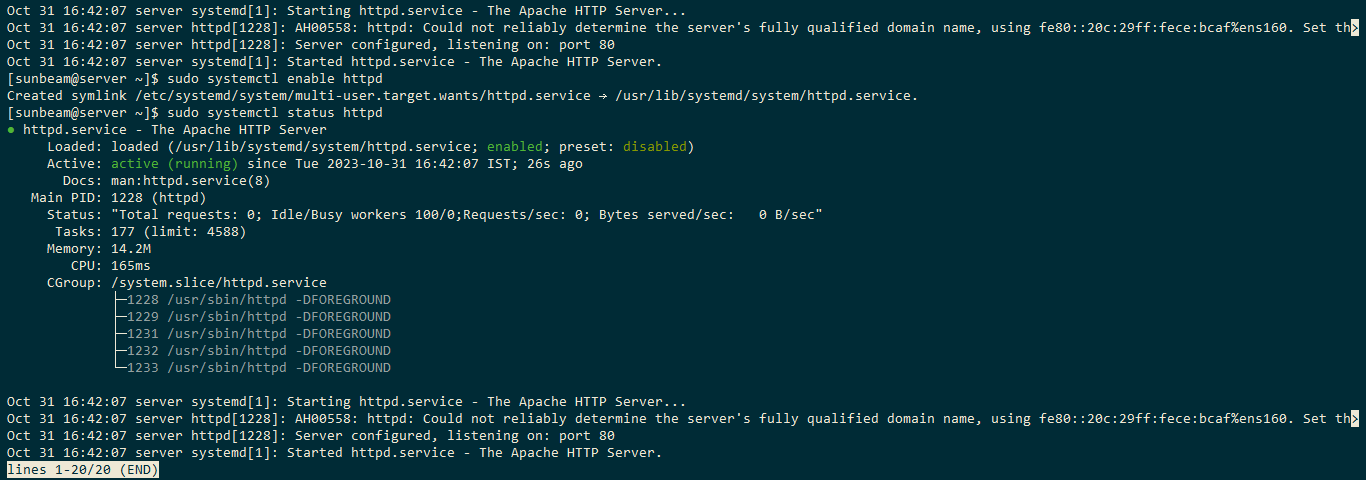 Oct 31 16:42:07 server systemd[1]: Starting httpd.service - The Apache HTTP Server...
Oct 31 16:42:07 server httpd[1228]: AH00558: httpd: Could not reliably determine the server's fully qualified domain name, using fe80::20c:29ff:fece:bcaf%ens160. Set th>
Oct 31 16:42:07 server httpd[1228]: Server configured, listening on: port 80
Oct 31 16:42:07 server systemd[1]: Started httpd.service - The Apache HTTP Server.
[sunbeam@server ~]$ sudo systemctl enable httpd
Created symlink /etc/systemd/system/multi-user.target.wants/httpd.service → /usr/lib/systemd/system/httpd.service.
[sunbeam@server ~]$ sudo systemctl status httpd
● httpd.service - The Apache HTTP Server
     Loaded: loaded (/usr/lib/systemd/system/httpd.service; enabled; preset: disabled)
     Active: active (running) since Tue 2023-10-31 16:42:07 IST; 26s ago
       Docs: man:httpd.service(8)
   Main PID: 1228 (httpd)
     Status: "Total requests: 0; Idle/Busy workers 100/0;Requests/sec: 0; Bytes served/sec:   0 B/sec"
      Tasks: 177 (limit: 4588)
     Memory: 14.2M
        CPU: 165ms
     CGroup: /system.slice/httpd.service
             ├─1228 /usr/sbin/httpd -DFOREGROUND
             ├─1229 /usr/sbin/httpd -DFOREGROUND
             ├─1231 /usr/sbin/httpd -DFOREGROUND
             ├─1232 /usr/sbin/httpd -DFOREGROUND
             └─1233 /usr/sbin/httpd -DFOREGROUND
Oct 31 16:42:07 server systemd[1]: Starting httpd.service - The Apache HTTP Server...
Oct 31 16:42:07 server httpd[1228]: AH00558: httpd: Could not reliably determine the server's fully qualified domain name, using fe80::20c:29ff:fece:bcaf%ens160. Set th>
Oct 31 16:42:07 server httpd[1228]: Server configured, listening on: port 80
Oct 31 16:42:07 server systemd[1]: Started httpd.service - The Apache HTTP Server.
lines 1-20/20 (END)